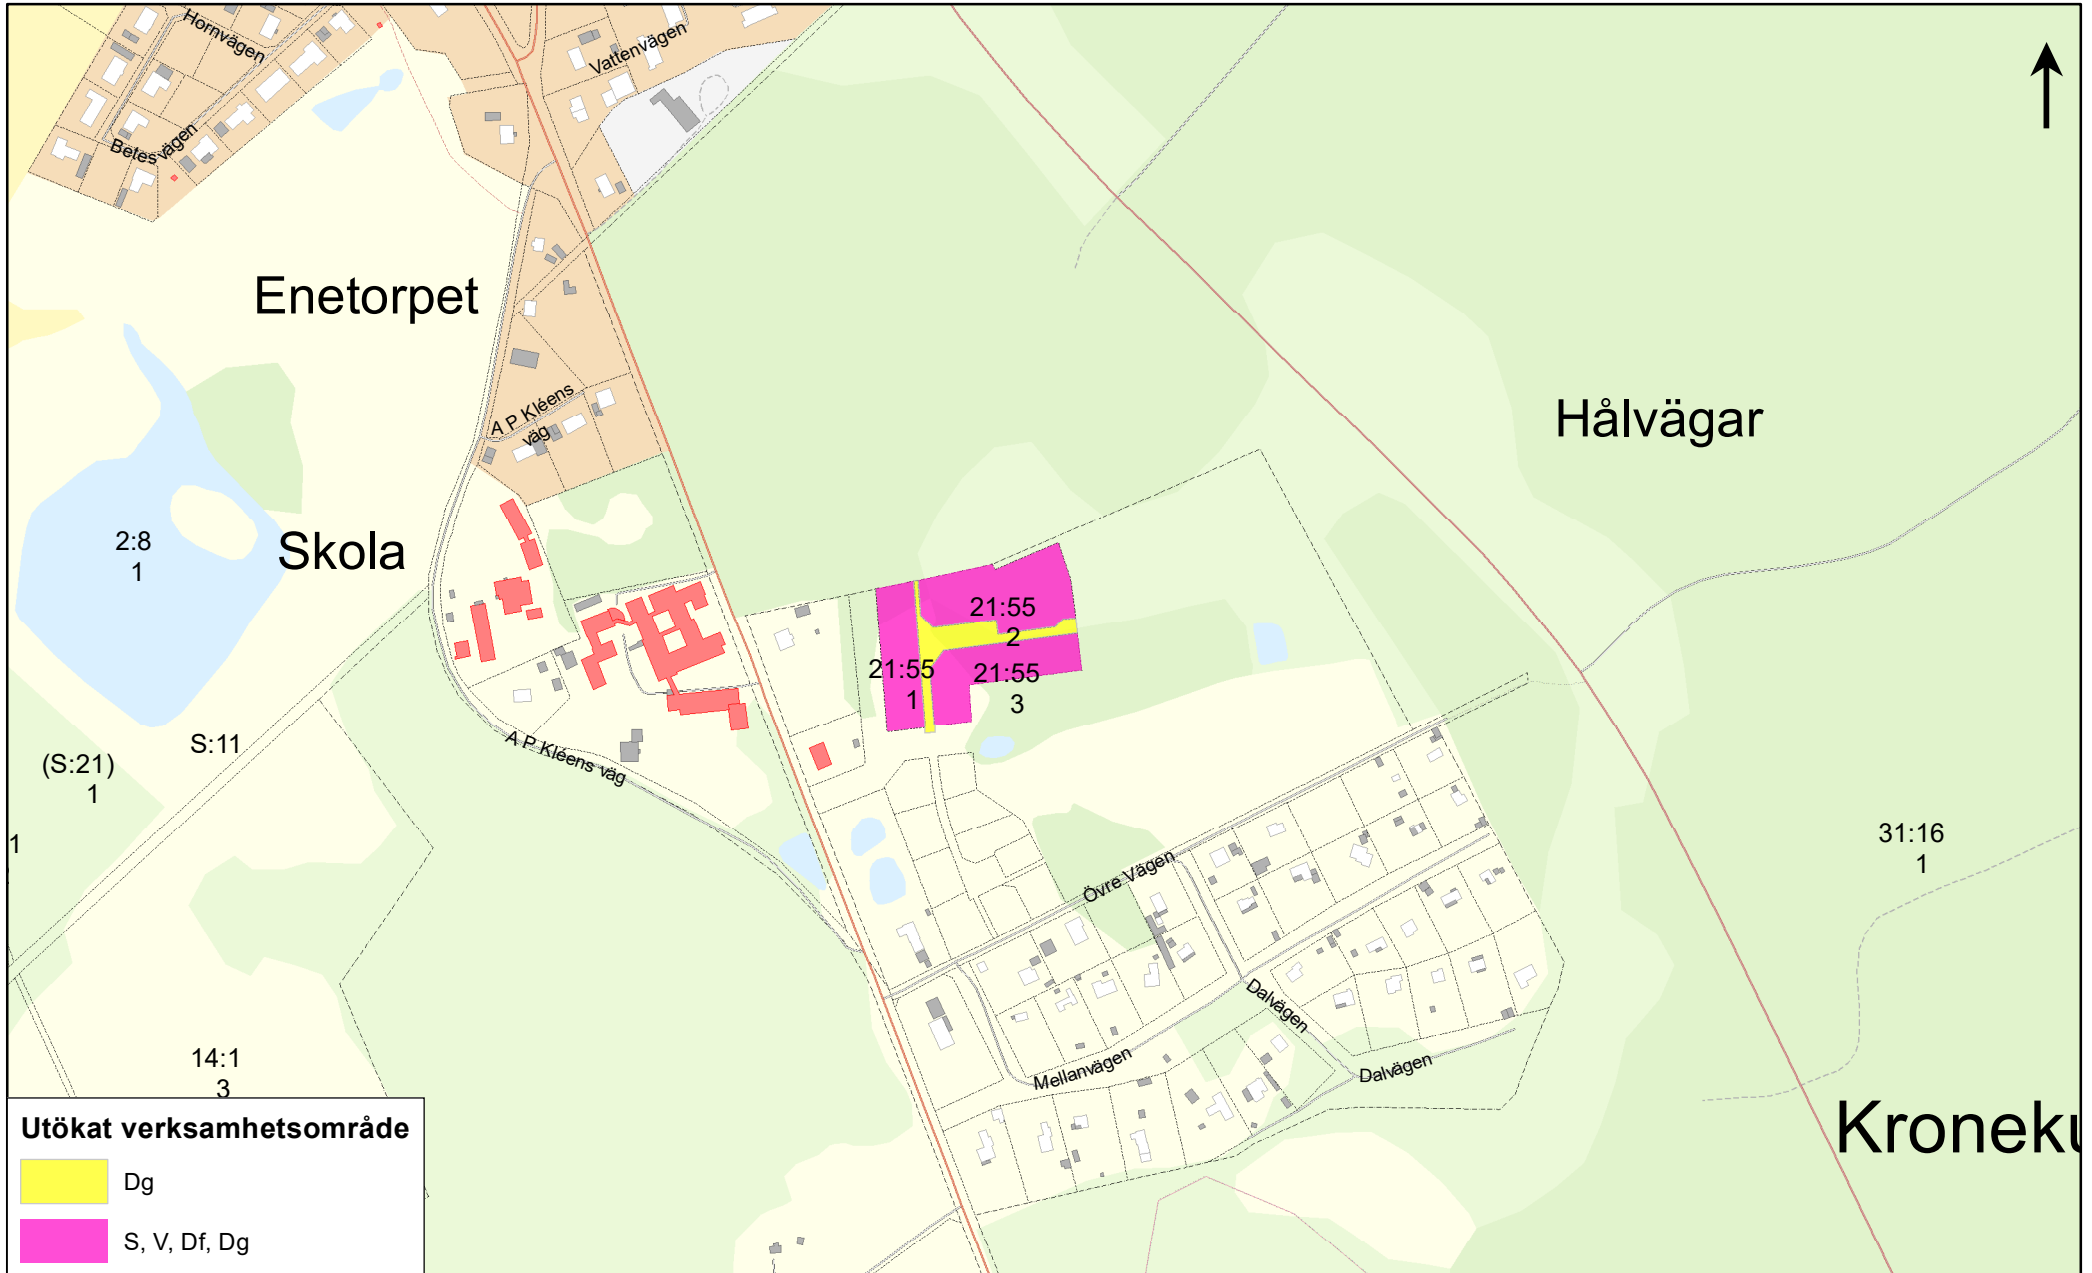 Hornvägen
Vattenvägen
Betesvägen
Enetorpet
A P Kléens
väg
Hålvägar
2:8
1
Skola
21:55
2
21:55
1
21:55
3
S:11
(S:21)
1
A P Kléens väg
1
31:16
1
Övre Vägen
Dalvägen
Mellanvägen
Dalvägen
14:1
3
Kroneku
Utökat verksamhetsområde
Dg
S, V, Df, Dg